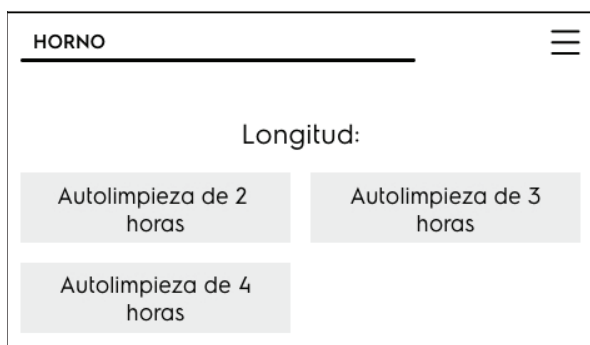 HORNO
Longitud:
Autolimpieza de 2
horas
Autolimpieza de 3
horas
Autolimpieza de 4
horas